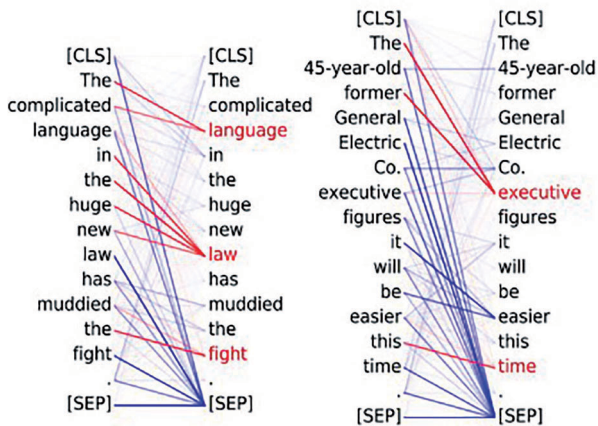 [CLS] [CLS]
The The
complicated complicated
language language
in in
the the
huge huge
new new
law law
has has
muddied muddied
the the
fight fight
. .
[SEP] [SEP]
[CLS] [CLS]
The The
45-year-old 45-year-old
former former
General General
Electric Electric
Co. Co.
executive executive
figures figures
it it
will will
be be
easier easier
this this
time time
. .
[SEP] [SEP]